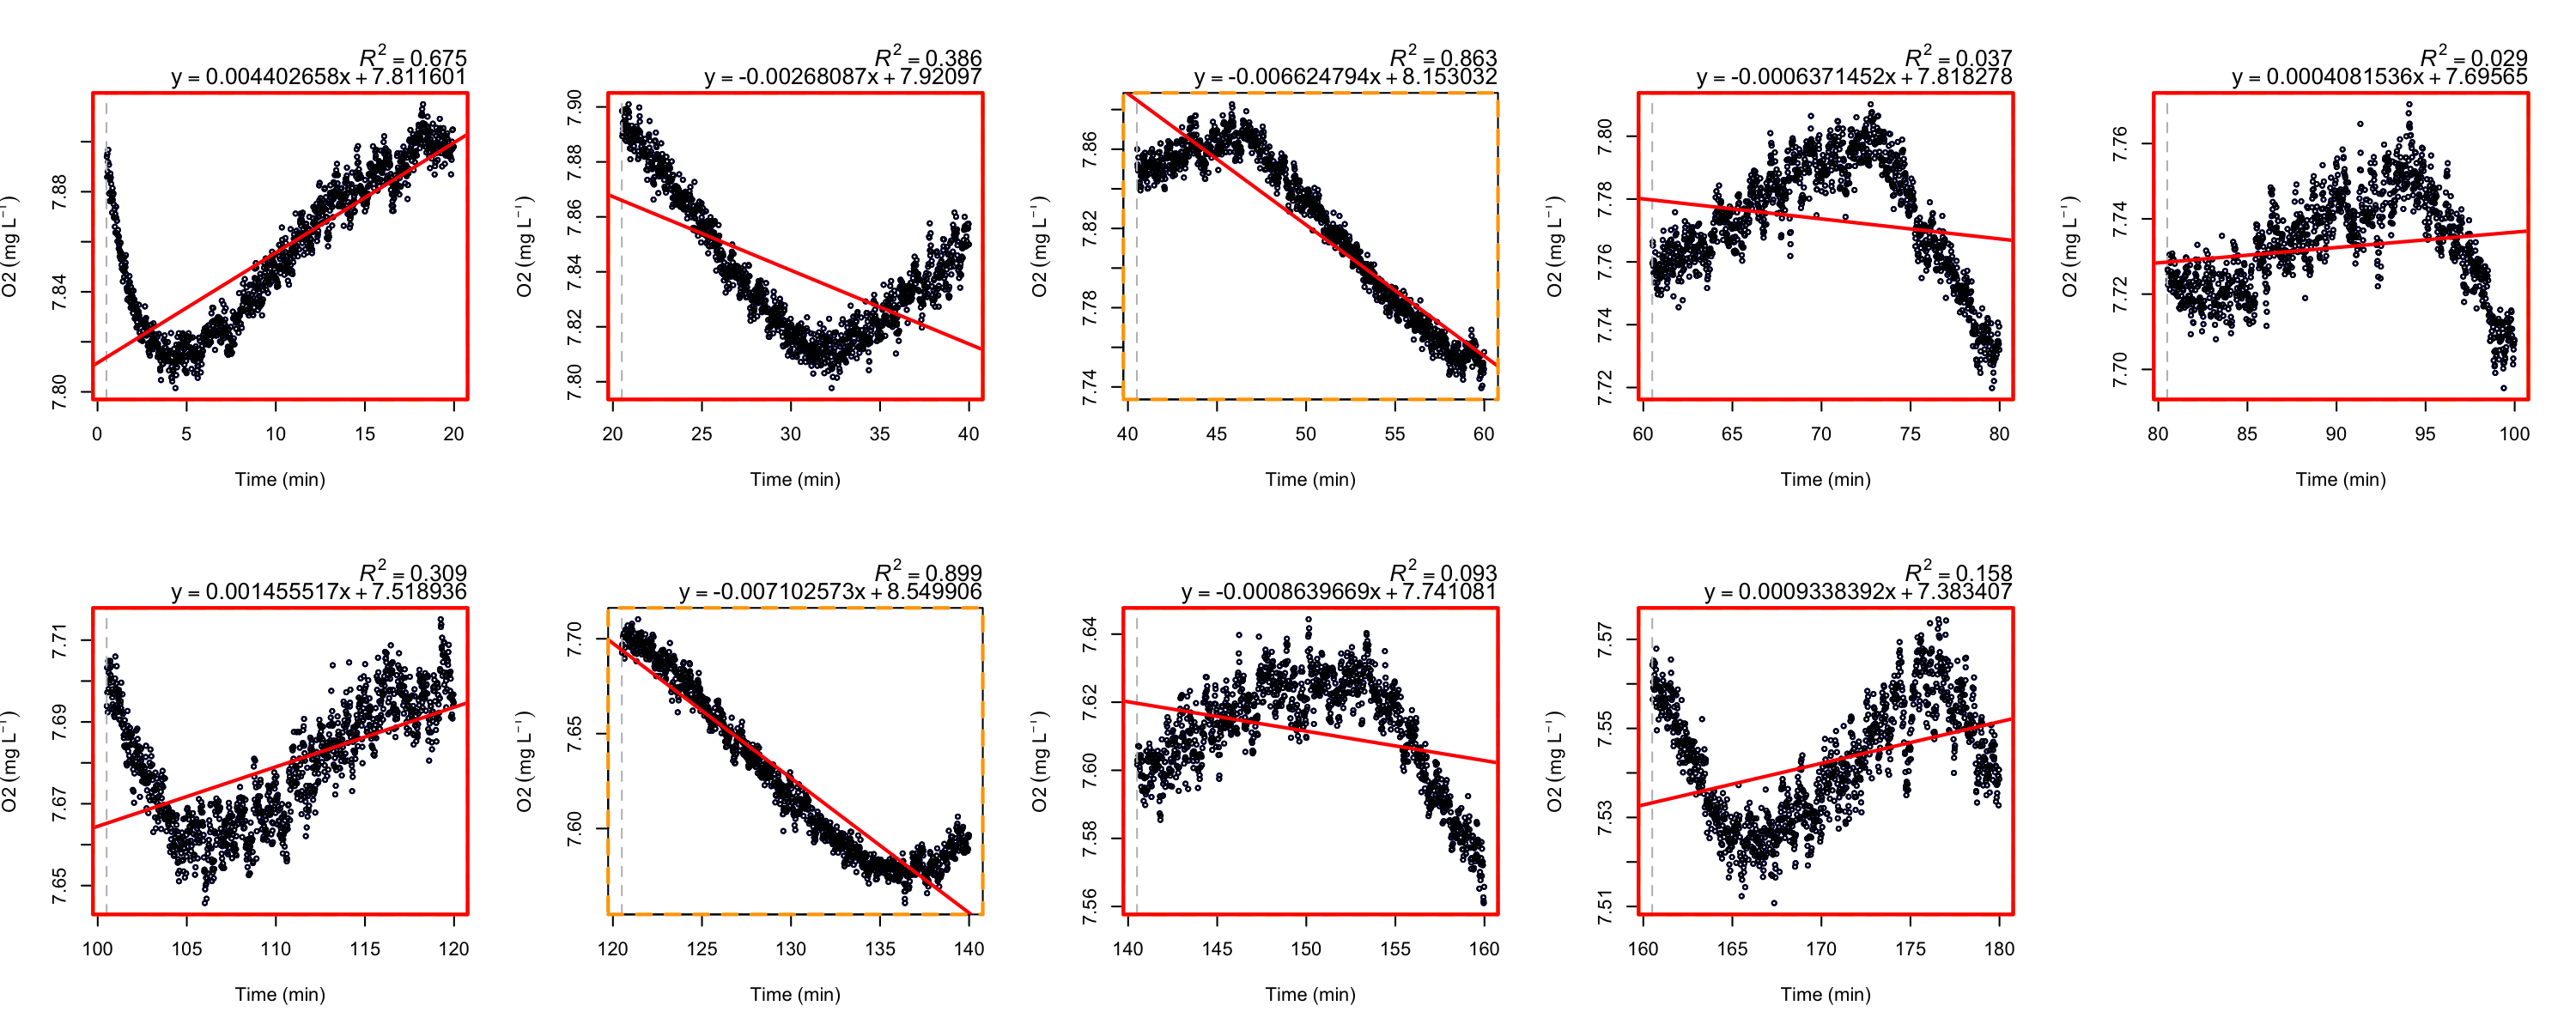 R² = 0.675
y = 0.004402658x + 7.811601
O2 (mg L⁻¹)
7.80 7.84 7.88
0 5 10 15 20
Time (min)
R² = 0.386
y = -0.00268087x + 7.92097
O2 (mg L⁻¹)
7.80 7.82 7.84 7.86 7.88 7.90
20 25 30 35 40
Time (min)
R² = 0.863
y = -0.006624794x + 8.153032
O2 (mg L⁻¹)
7.74 7.78 7.82 7.86
40 45 50 55 60
Time (min)
R² = 0.037
y = -0.0006371452x + 7.818278
O2 (mg L⁻¹)
7.72 7.74 7.76 7.78 7.80
60 65 70 75 80
Time (min)
R² = 0.029
y = 0.0004081536x + 7.69565
O2 (mg L⁻¹)
7.70 7.72 7.74 7.76
80 85 90 95 100
Time (min)
R² = 0.309
y = 0.001455517x + 7.518936
O2 (mg L⁻¹)
7.65 7.67 7.69 7.71
100 105 110 115 120
Time (min)
R² = 0.899
y = -0.007102573x + 8.549906
O2 (mg L⁻¹)
7.60 7.65 7.70
120 125 130 135 140
Time (min)
R² = 0.093
y = -0.0008639669x + 7.741081
O2 (mg L⁻¹)
7.56 7.58 7.60 7.62 7.64
140 145 150 155 160
Time (min)
R² = 0.158
y = 0.0009338392x + 7.383407
O2 (mg L⁻¹)
7.51 7.53 7.55 7.57
160 165 170 175 180
Time (min)